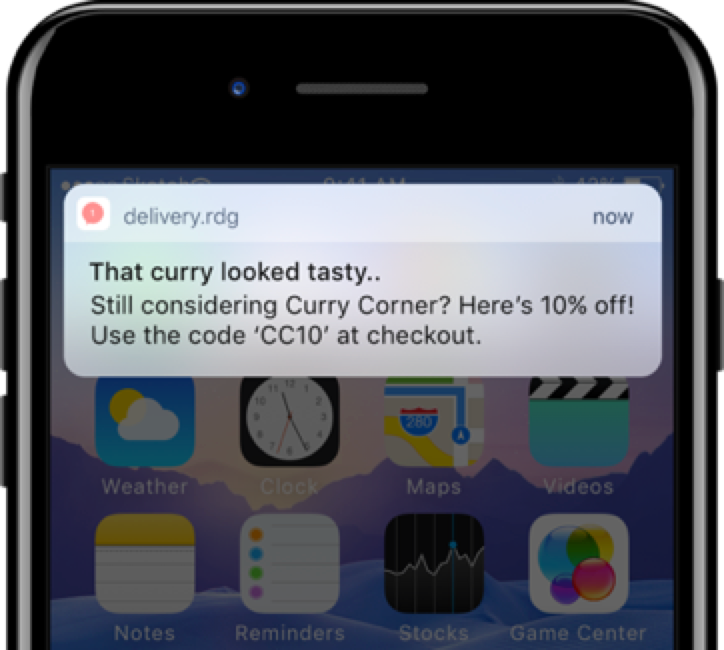 delivery.rdg now
That curry looked tasty..
Still considering Curry Corner? Here's 10% off!
Use the code ‘CC10’ at checkout.
Weather Clock Maps Videos
280
Notes Reminders Stocks Game Center